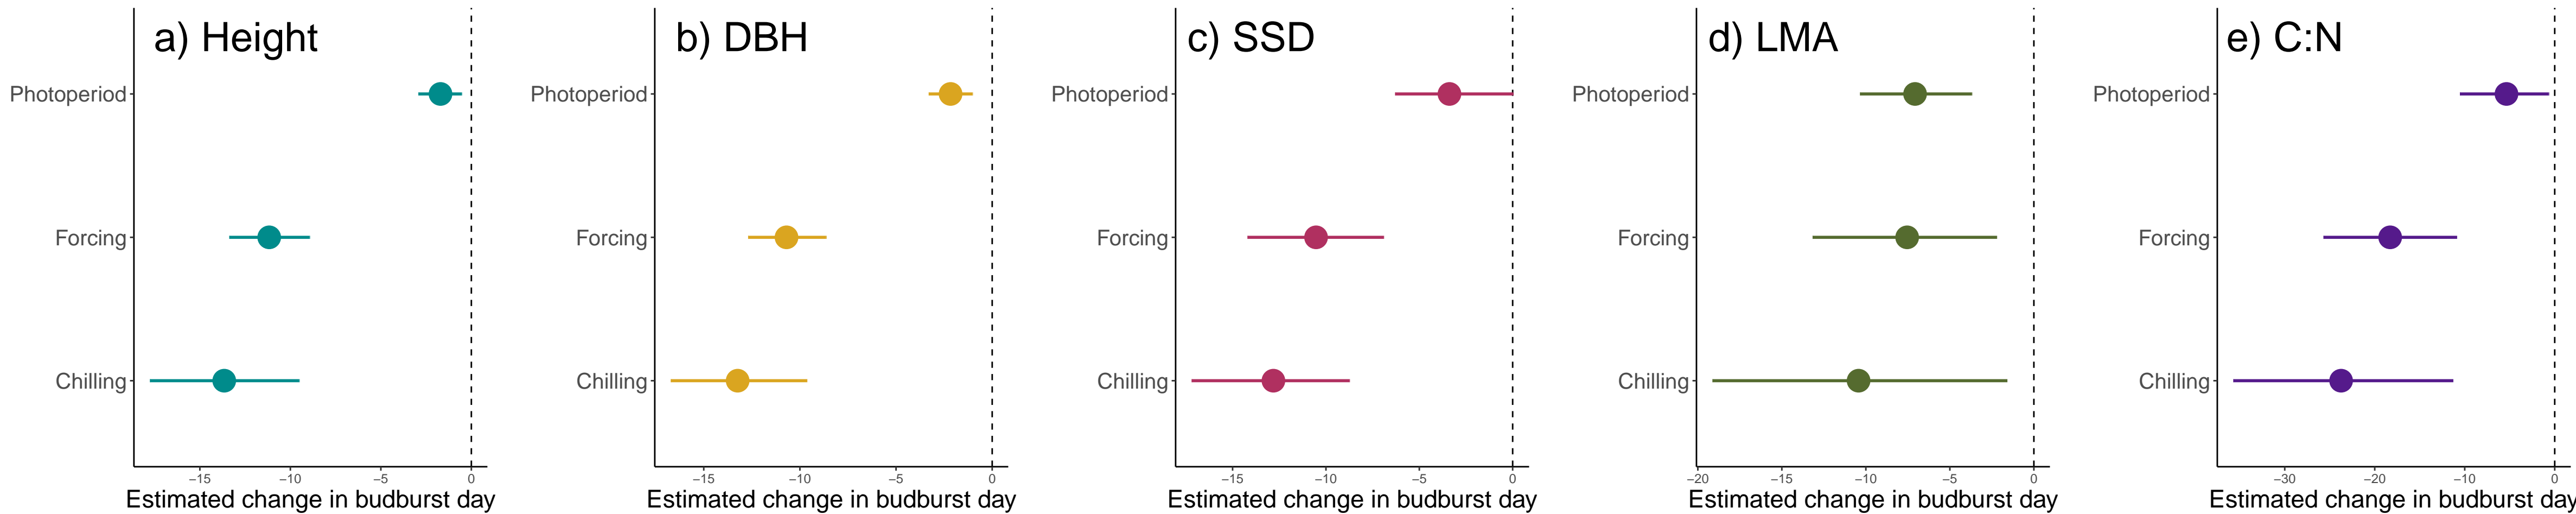 a) Height
Photoperiod
Forcing
Chilling
−15 −10 −5 0
Estimated change in budburst day
b) DBH
Photoperiod
Forcing
Chilling
−15 −10 −5 0
Estimated change in budburst day
c) SSD
Photoperiod
Forcing
Chilling
−15 −10 −5 0
Estimated change in budburst day
d) LMA
Photoperiod
Forcing
Chilling
−20 −15 −10 −5 0
Estimated change in budburst day
e) C:N
Photoperiod
Forcing
Chilling
−30 −20 −10 0
Estimated change in budburst day